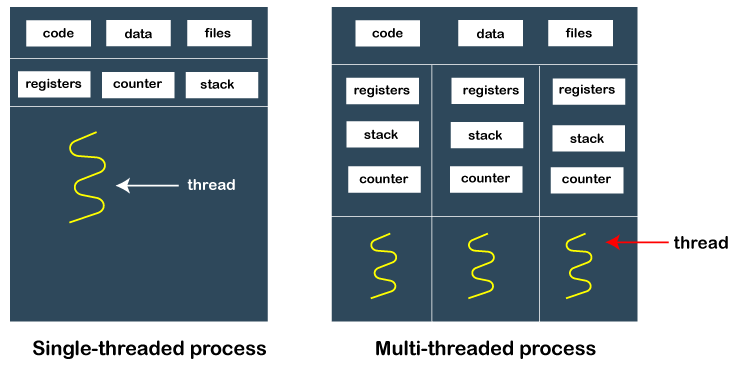 code data files
registers counter stack
thread
Single-threaded process
code data files
registers registers registers
stack stack stack
counter counter counter
thread
Multi-threaded process